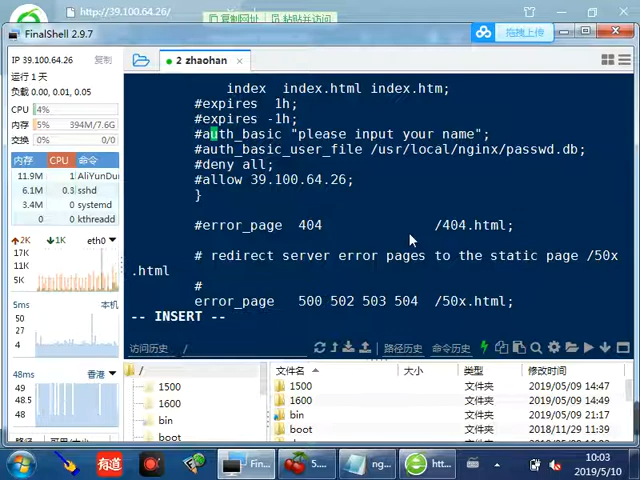 http://39.100.64.26/
复制网址
粘贴并访问
FinalShell 2.9.7
拖拽上传
IP 39.100.64.26
复制
2 zhaohan
运行 1 天
负载 0.00, 0.01, 0.05
CPU
4%
内存
5%
394M/7.6G
交换
0%
0/0
内存
CPU
命令
11.9M
1
AliYunDun
6.1M
0.3
sshd
3.4M
0
systemd
0
0
kthreadd
2K
1K
eth0
17K
11K
5K
5ms
本机
50
27
4
48ms
香港
49
48.5
48
index  index.html index.htm;
#expires  1h;
#expires -1h;
#auth_basic "please input your name";
#auth_basic_user_file /usr/local/nginx/passwd.db;
#deny all;
#allow 39.100.64.26;
}
#error_page  404              /404.html;
# redirect server error pages to the static page /50x
.html
#
error_page   500 502 503 504  /50x.html;
-- INSERT --
访问历史
/
路径历史
命令历史
/
1500
1600
bin
boot
文件名
大小
类型
修改时间
1500
文件夹
2019/05/09 14:47
1600
文件夹
2019/05/09 14:47
bin
文件夹
2019/05/09 21:17
boot
文件夹
2018/11/29 11:39
有道
Fin...
5....
ng...
htt...
10:03
2019/5/10